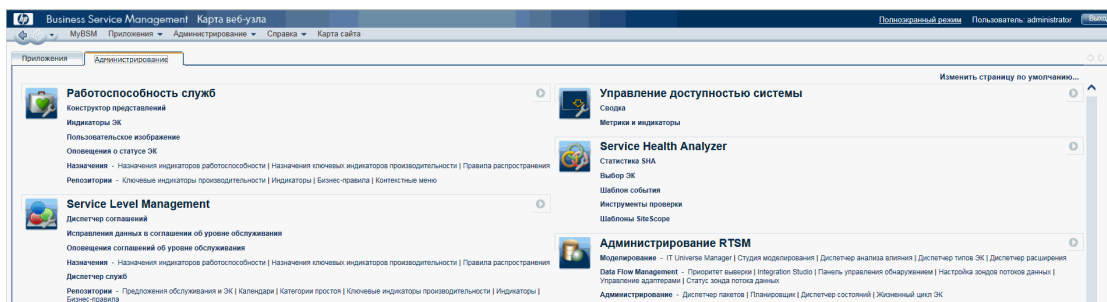 hp Business Service Management Карта веб-узла Полноэкранный режим Пользователь: administrator
MyBSM Приложения Администрирование Справка Карта сайта
Приложения Администрирование
Изменить страницу по умолчанию...
Работоспособность служб
Конструктор представлений
Индикаторы ЭК
Пользовательское изображение
Оповещения о статусе ЭК
Назначения - Назначения индикаторов работоспособности | Назначения ключевых индикаторов производительности | Правила распространения
Репозитории - Ключевые индикаторы производительности | Индикаторы | Бизнес-правила | Контекстные меню
Service Level Management
Диспетчер соглашений
Исправления данных в соглашении об уровне обслуживания
Оповещения соглашений об уровне обслуживания
Назначения - Назначения индикаторов работоспособности | Назначения ключевых индикаторов производительности | Правила распространения
Диспетчер служб
Репозитории - Предложения обслуживания и ЭК | Календари | Категории простоя | Ключевые индикаторы производительности | Индикаторы |
Бизнес-правила
Управление доступностью системы
Сводка
Метрики и индикаторы
Service Health Analyzer
Статистика SHA
Выбор ЭК
Шаблон события
Инструменты проверки
Шаблоны SiteScope
Администрирование RTSM
Моделирование - IT Universe Manager | Студия моделирования | Диспетчер анализа влияния | Диспетчер типов ЭК | Диспетчер расширения
Data Flow Management - Приоритет выверки | Integration Studio | Панель управления обнаружением | Настройка зондов потоков данных |
Управление адаптерами | Статус зонда потока данных
Администрирование - Диспетчер пакетов | Планировщик | Диспетчер состояний | Жизненный цикл ЭК